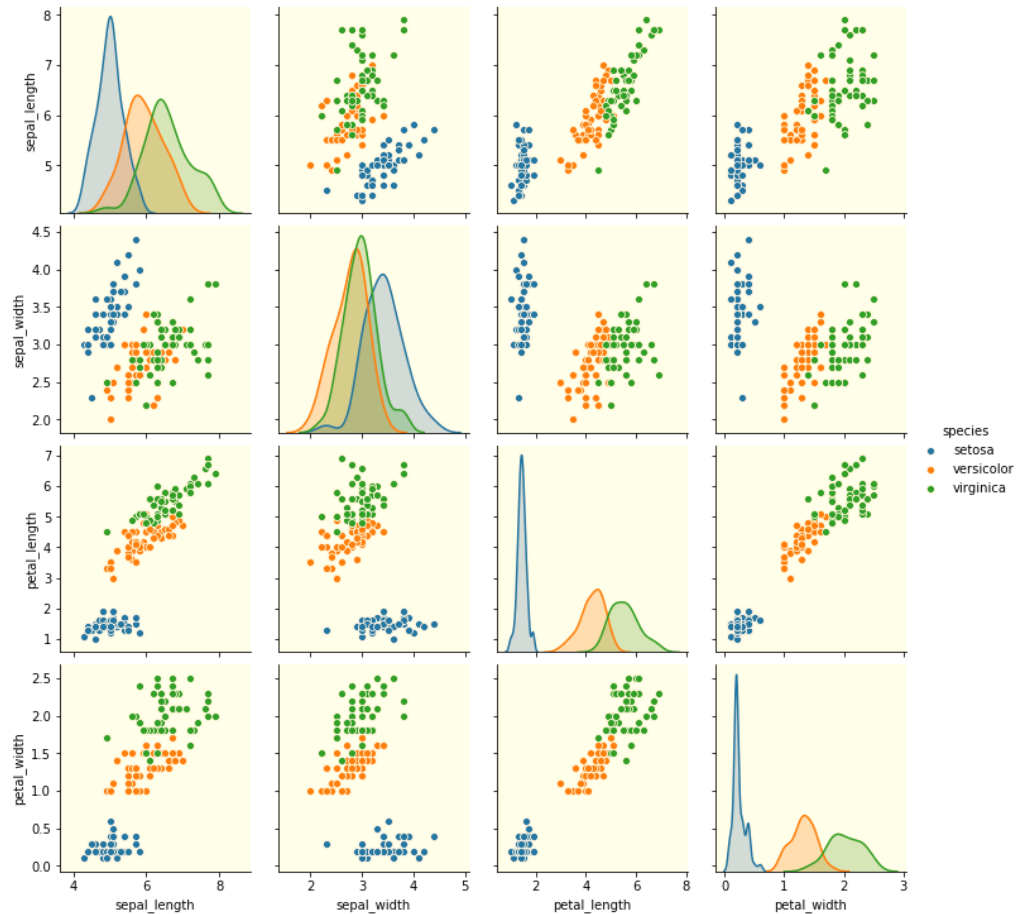 sepal_length
8
7
6
5
sepal_width
4.5
4.0
3.5
3.0
2.5
2.0
species
setosa
versicolor
virginica
petal_length
7
6
5
4
3
2
1
petal_width
2.5
2.0
1.5
1.0
0.5
0.0
4 6 8
2 3 4 5
2 4 6 8
0 1 2 3
sepal_length sepal_width petal_length petal_width